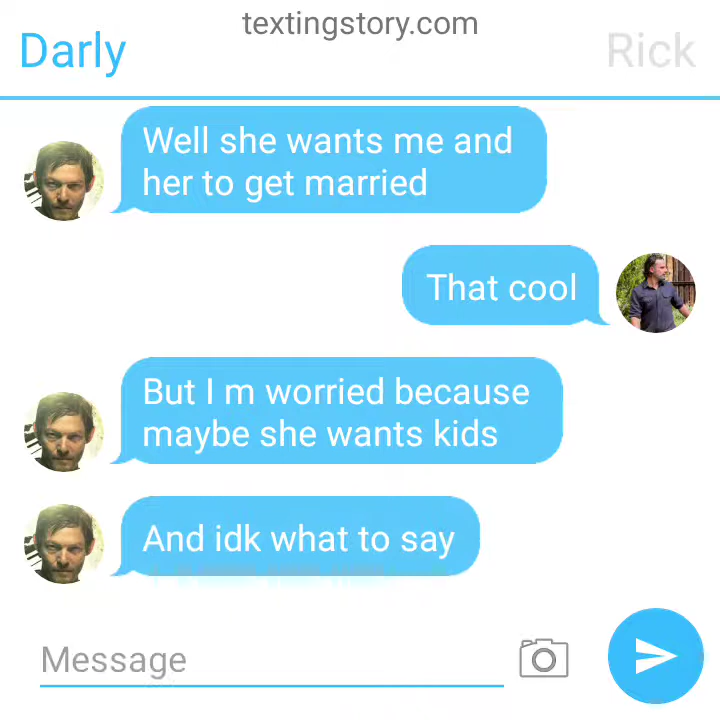 textingstory.com
Darly
Rick
Well she wants me and
her to get married
That cool
But I m worried because
maybe she wants kids
And idk what to say
Message